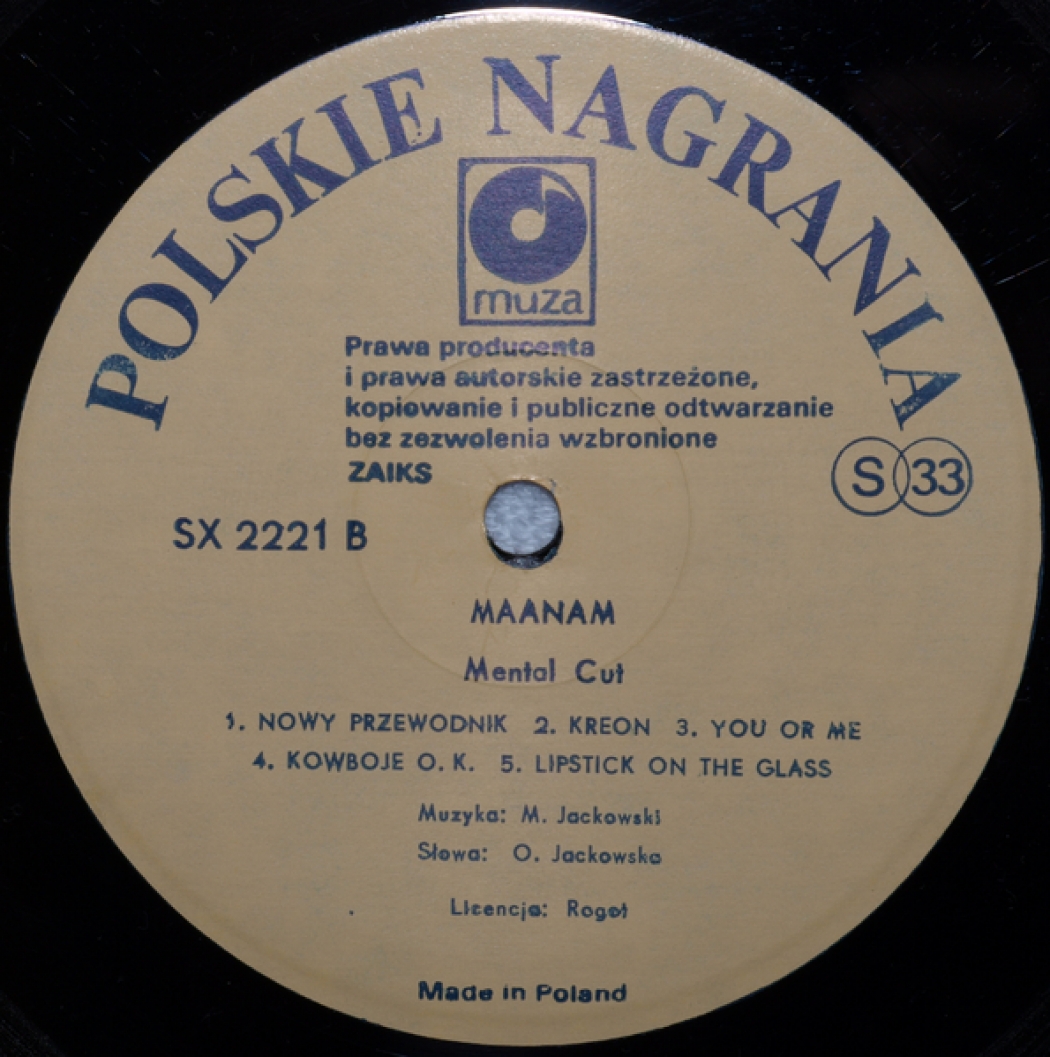 POLSKIE NAGRANIA
muza
Prawa producenta
i prawa autorskie zastrzeżone,
kopiowanie i publiczne odtwarzanie
bez zezwolenia wzbronione
ZAIKS
S 33
SX 2221 B
MAANAM
Mental Cut
1. NOWY PRZEWODNIK 2. KREON 3. YOU OR ME
4. KOWBOJE O. K. 5. LIPSTICK ON THE GLASS
Muzyka: M. Jackowski
Słowa: O. Jackowska
Licencja: Rogot
Made in Poland